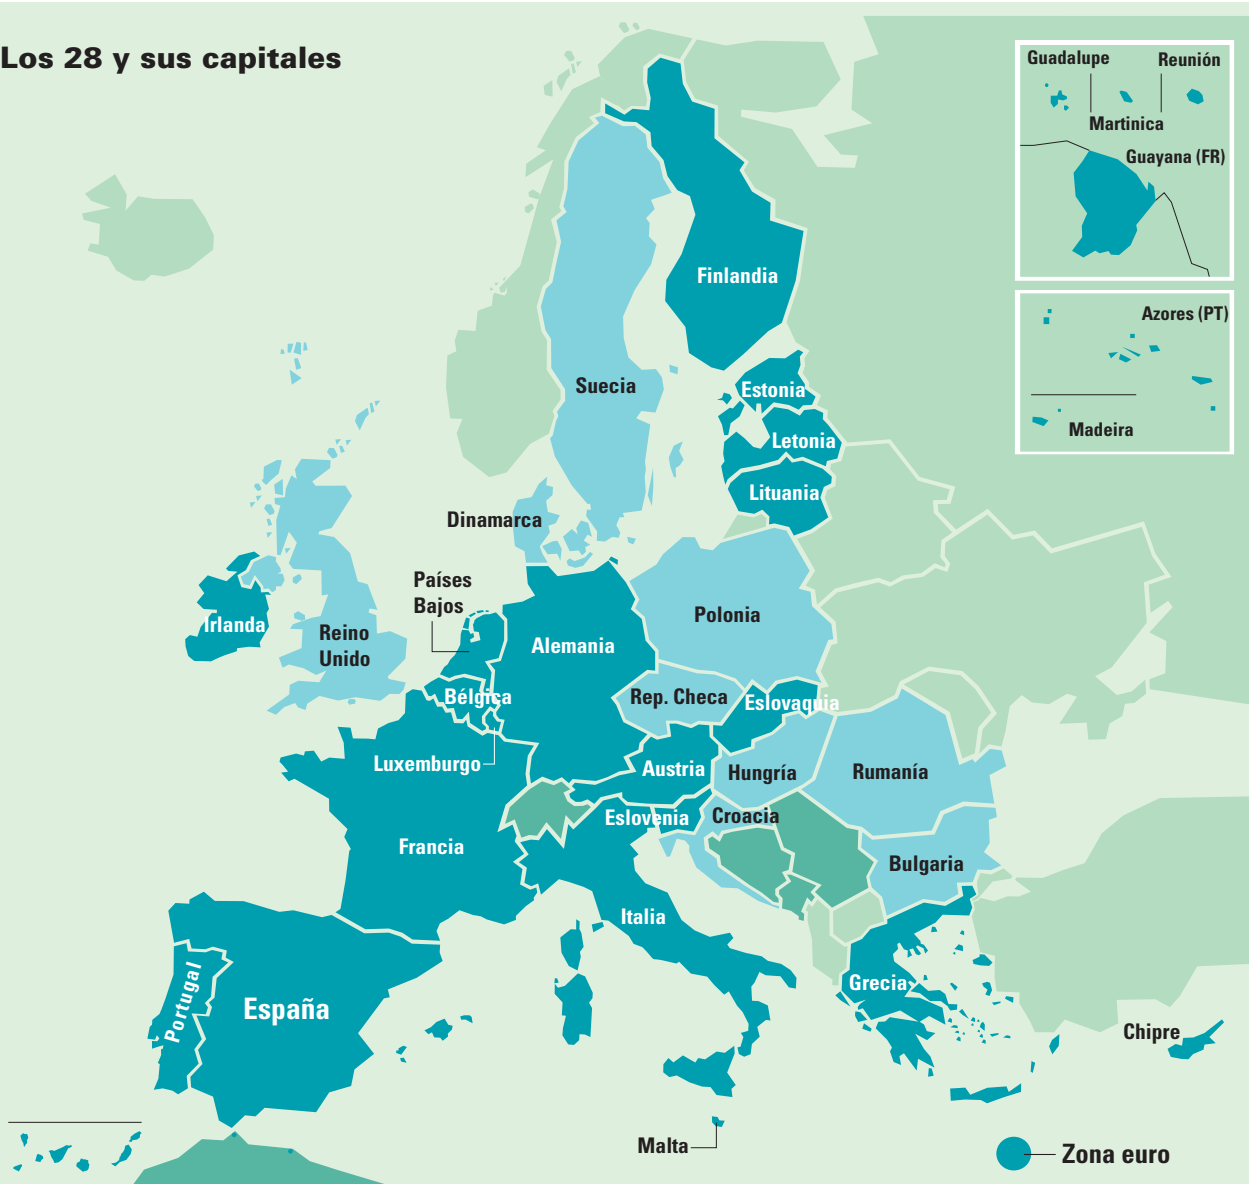 Los 28 y sus capitales
Guadalupe
Reunión
Martinica
Guayana (FR)
Finlandia
Azores (PT)
Suecia
Estonia
Madeira
Letonia
Lituania
Dinamarca
Países
Bajos
Polonia
Irlanda
Reino
Unido
Alemania
Bélgica
Rep. Checa
Eslovaquia
Luxemburgo
Austria
Hungría
Rumanía
Eslovenia
Croacia
Francia
Bulgaria
Italia
Portugal
España
Grecia
Chipre
Malta
Zona euro